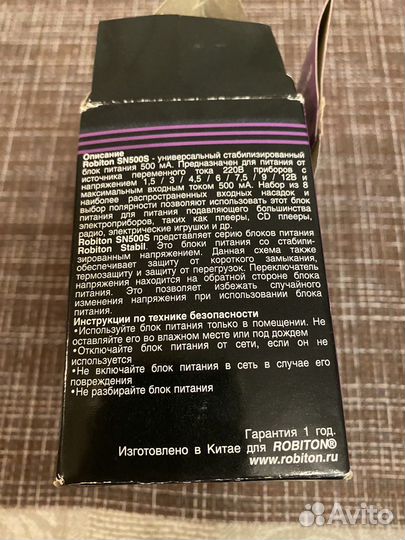 Описание
Robiton SN500S - универсальный стабилизированный
блок питания 500 мА. Предназначен для питания от
источника переменного тока 220В приборов с
напряжением 1,5 / 3 / 4,5 / 6 / 7,5 / 9 / 12В и
максимальным входным током 500 мА. Набор из 8
наиболее распространенных входных насадок и
выбор полярности позволяют использовать этот блок
питания для питания подавляющего большинства
электроприборов, таких как плееры, CD плееры,
радио, электрические игрушки и др.
Robiton SN500S представляет серию блоков питания
Robiton Stabil. Это блоки питания со стабили-
зированным напряжением. Данная схема также
обеспечивает защиту от короткого замыкания,
термозащиту и защиту от перегрузок. Переключатель
напряжения находится на обратной стороне блока
питания. Это позволяет избежать случайного
изменения напряжения при использовании блока
питания.
Инструкции по технике безопасности
•Используйте блок питания только в помещении. Не
оставляйте его во влажном месте или под дождем
•Отключайте блок питания от сети, если он не
используется
•Не включайте блок питания в сеть в случае его
повреждения
•Не разбирайте блок питания
Гарантия 1 год.
Изготовлено в Китае для ROBITON®
www.robiton.ru
Avito